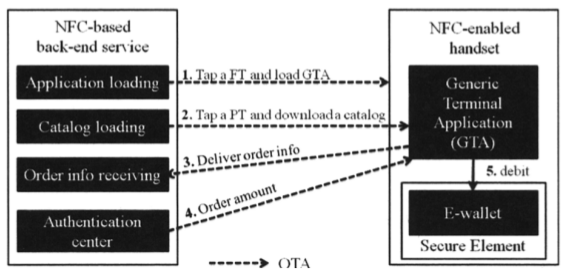 NFC-based
back-end service
NFC-enabled
handset
Application loading
1. Tap a FT and load GTA
Generic
Terminal
Application
(GTA)
Catalog loading
2. Tap a PT and download a catalog
Order info receiving
3. Deliver order info
5. debit
4. Order amount
Authentication
center
E-wallet
Secure Element
OTA